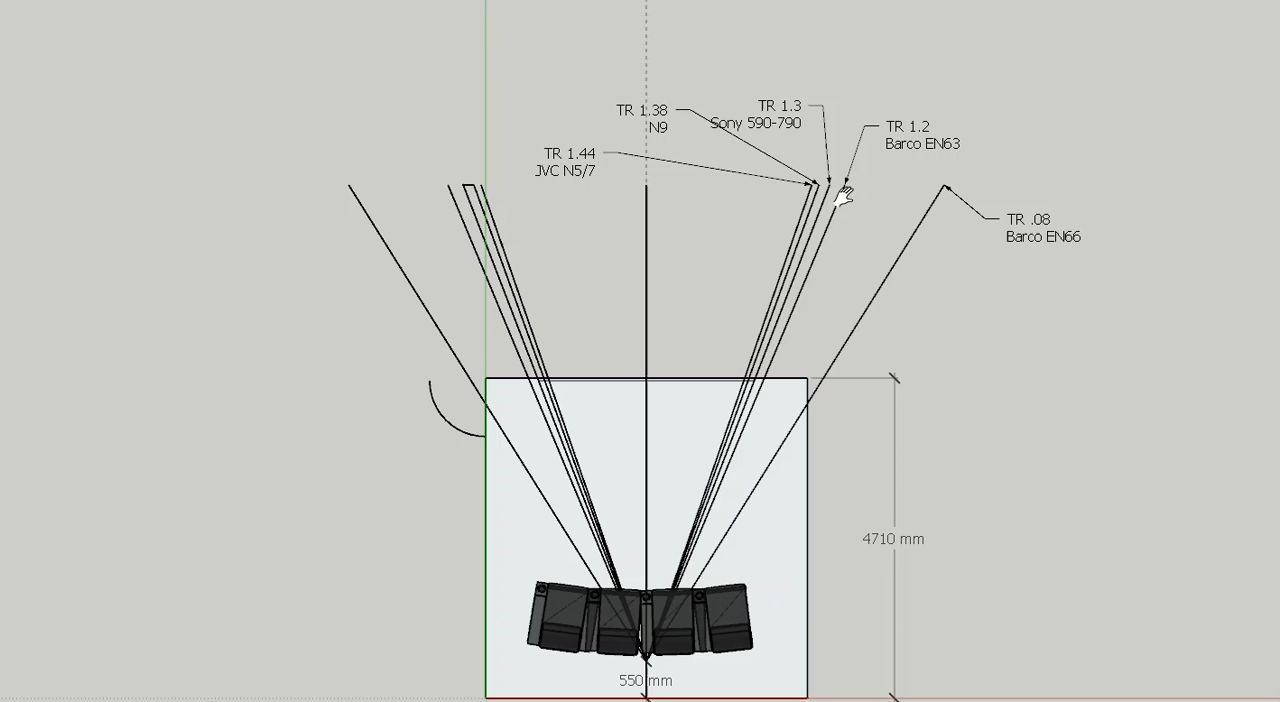 TR 1.38
N9
TR 1.3
Sony 590-790
TR 1.2
Barco EN63
TR 1.44
JVC N5/7
TR .08
Barco EN66
4710 mm
550 mm